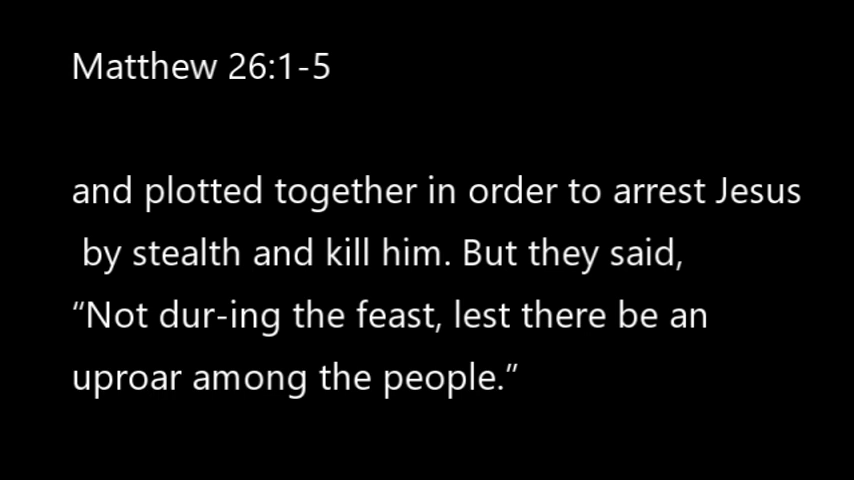 Matthew 26:1-5
and plotted together in order to arrest Jesus
by stealth and kill him. But they said,
“Not dur-ing the feast, lest there be an
uproar among the people.”